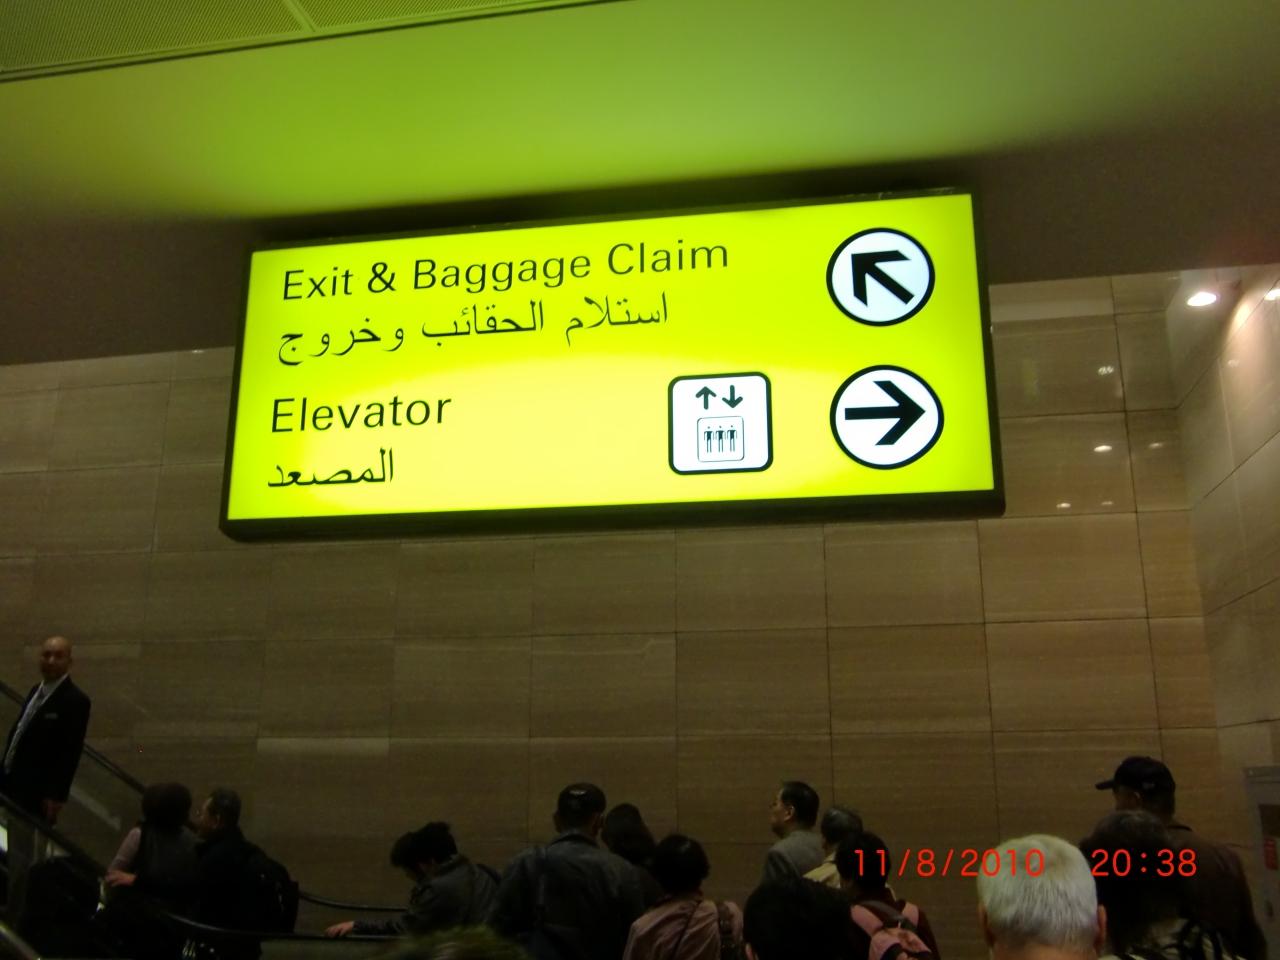 Exit & Baggage Claim
استلام الحقائب وخروج
Elevator
المصعد
11/8/2010 20:38